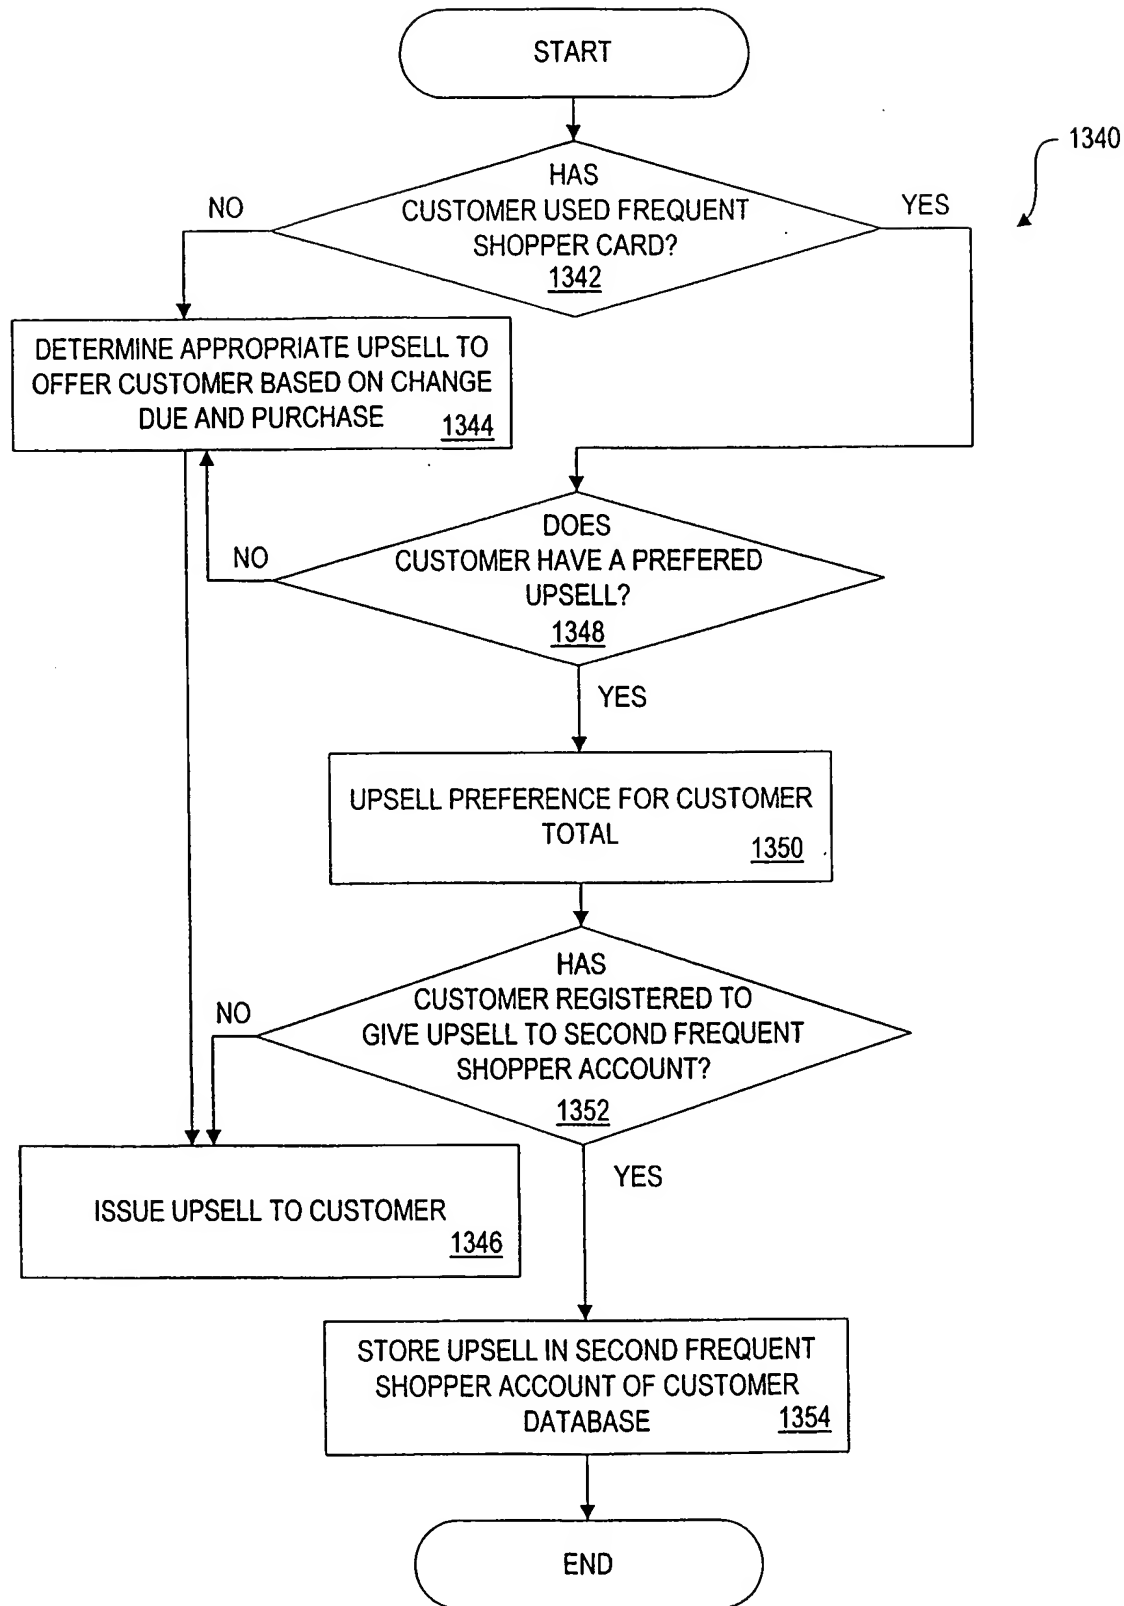 START
1340
HAS
CUSTOMER USED FREQUENT
SHOPPER CARD?
1342
NO
YES
DETERMINE APPROPRIATE UPSELL TO
OFFER CUSTOMER BASED ON CHANGE
DUE AND PURCHASE
1344
DOES
CUSTOMER HAVE A PREFERED
UPSELL?
1348
NO
YES
UPSELL PREFERENCE FOR CUSTOMER
TOTAL
1350
HAS
CUSTOMER REGISTERED TO
GIVE UPSELL TO SECOND FREQUENT
SHOPPER ACCOUNT?
1352
NO
YES
ISSUE UPSELL TO CUSTOMER
1346
STORE UPSELL IN SECOND FREQUENT
SHOPPER ACCOUNT OF CUSTOMER
DATABASE
1354
END